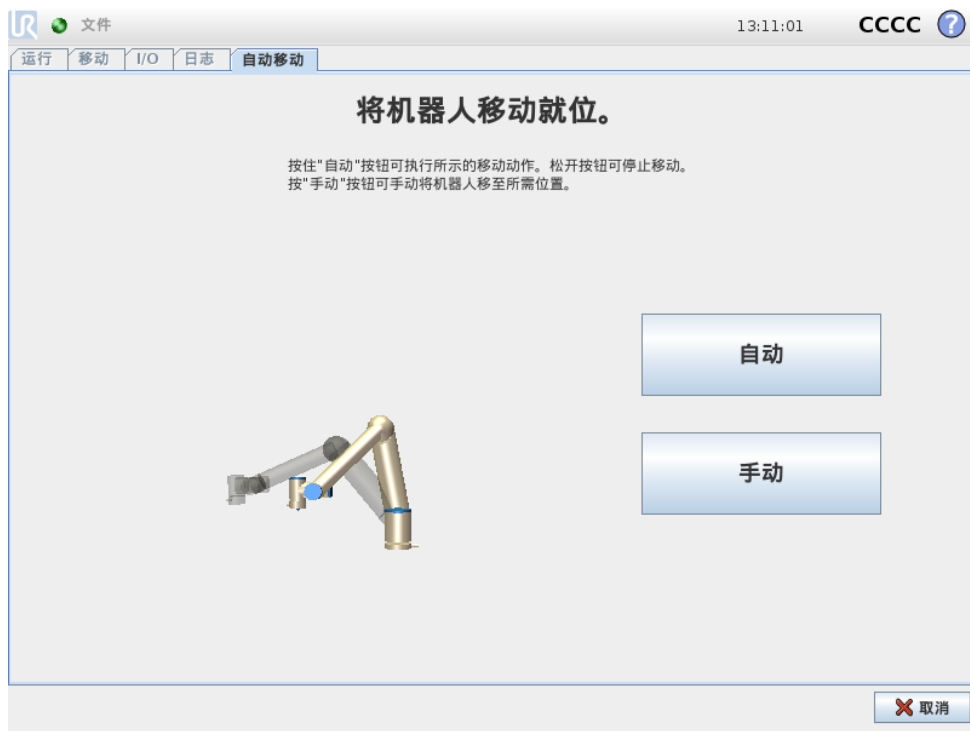 UR 文件 13:11:01 CCCC ?
运行 移动 I/O 日志 自动移动
将机器人移动就位。
按住"自动"按钮可执行所示的移动动作。松开按钮可停止移动。
按"手动"按钮可手动将机器人移至所需位置。
自动
手动
取消